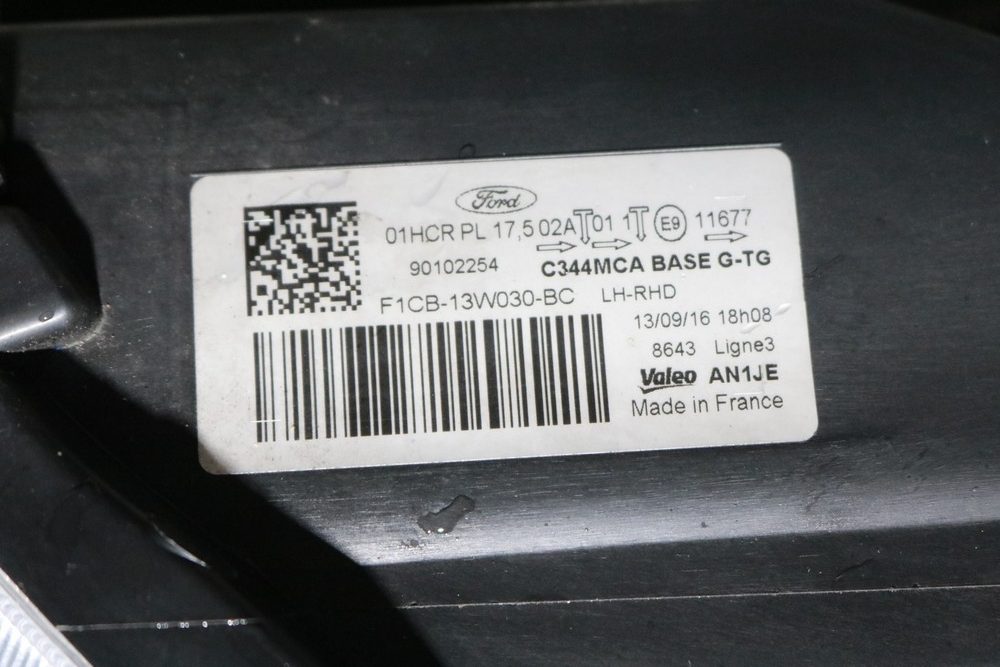 Ford
01HCR PL 17,5 02A 01 1 E9 11677
90102254 C344MCA BASE G-TG
F1CB-13W030-BC LH-RHD
13/09/16 18h08
8643 Ligne3
Valeo AN1JE
Made in France